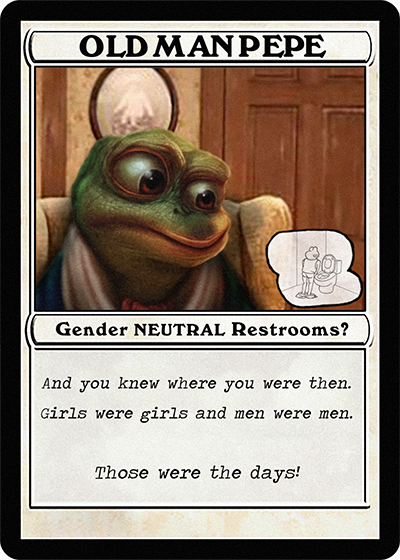 OLD MAN PEPE
Gender NEUTRAL Restrooms?
And you knew where you were then.
Girls were girls and men were men.
Those were the days!